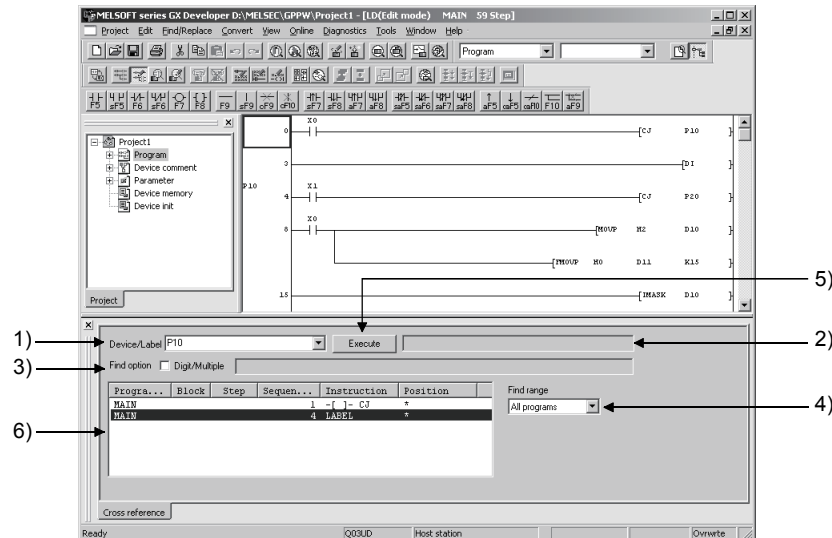 MELSOFT series GX Developer D:\MELSEC\GPPW\Project1 - [LD(Edit mode) MAIN 59 Step]
Project Edit Find/Replace Convert View Online Diagnostics Tools Window Help
Program
F5 sF5 F6 sF6 F7 F8 F9 sF9 cF9 cF10 sF7 sF8 aF7 aF8 saF5 saF6 saF7 saF8 aF5 caF5 caF10 F10 aF9
Project1
Program
Device comment
Parameter
Device memory
Device init
Project
X0
0 CJ P10
3 DI
P10
X1
4 CJ P20
X0
8 MOVP H2 D10
FMOVP H0 D11 K15
15 IMASK D10
1) Device/Label P10 Execute 2)
3) Find option Digit/Multiple
4)
5)
6)
Progra... Block Step Sequen... Instruction Position
MAIN 1 -[ ]- CJ *
MAIN 4 LABEL *
Find range
All programs
Cross reference
Ready Q03UD Host station Ovrwrte